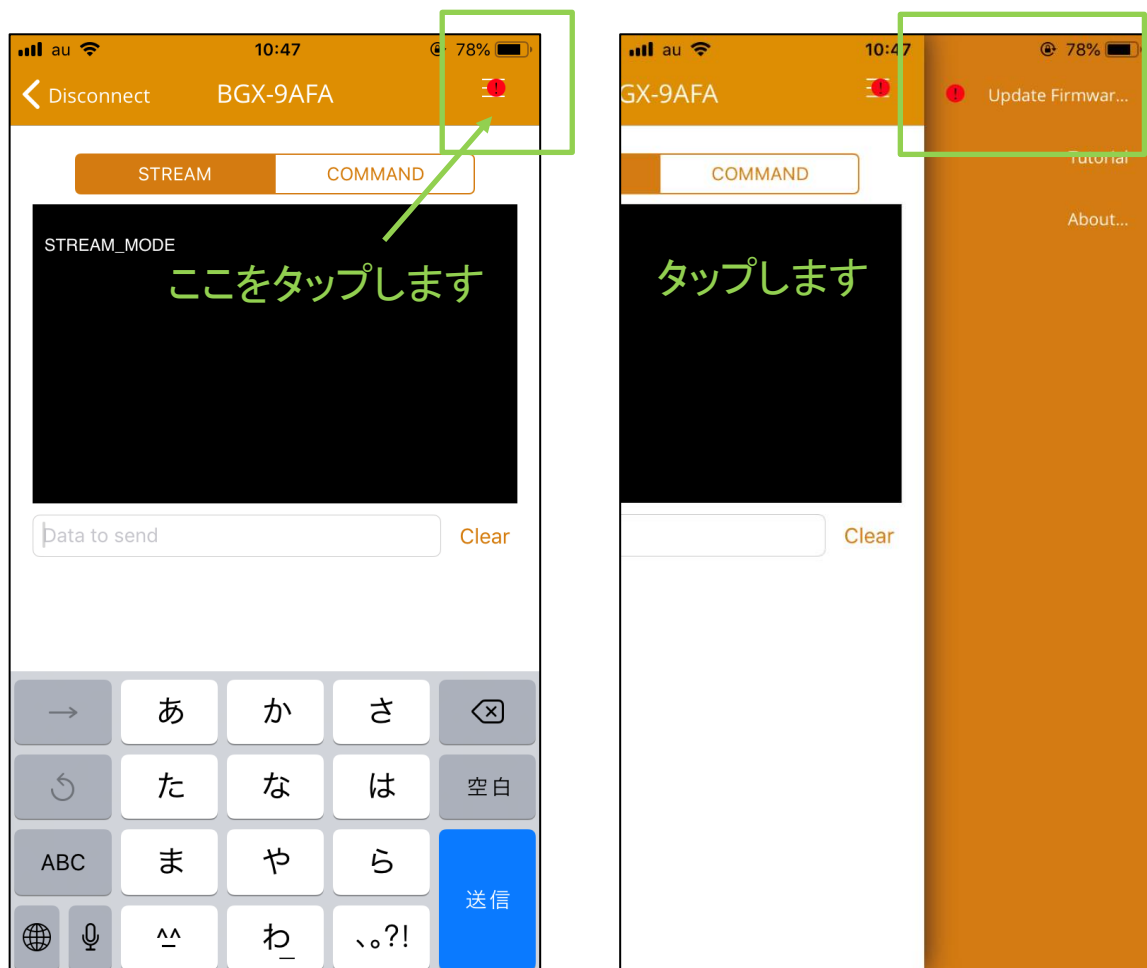 au 10:47 78%
Disconnect BGX-9AFA
STREAM COMMAND
STREAM_MODE
ここをタップします
Data to send Clear
→ あ か さ
た な は 空白
ABC ま や ら
送信
^^ わ 、。?!
au 10:47 78%
GX-9AFA ! Update Firmwar...
Tutorial
COMMAND
About...
タップします
Clear